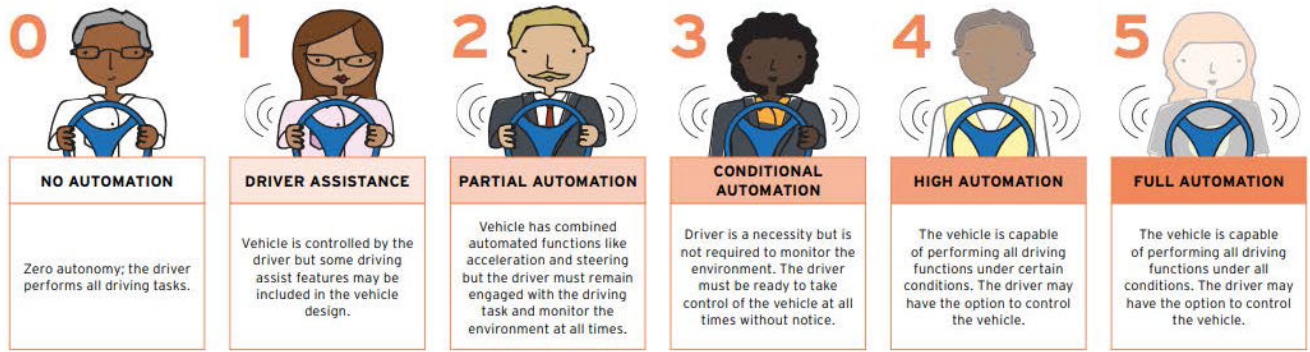 0
NO AUTOMATION
Zero autonomy; the driver
performs all driving tasks.
1
DRIVER ASSISTANCE
Vehicle is controlled by the
driver but some driving
assist features may be
included in the vehicle
design.
2
PARTIAL AUTOMATION
Vehicle has combined
automated functions like
acceleration and steering
but the driver must remain
engaged with the driving
task and monitor the
environment at all times.
3
CONDITIONAL
AUTOMATION
Driver is a necessity but is
not required to monitor the
environment. The driver
must be ready to take
control of the vehicle at all
times without notice.
4
HIGH AUTOMATION
The vehicle is capable
of performing all driving
functions under certain
conditions. The driver may
have the option to control
the vehicle.
5
FULL AUTOMATION
The vehicle is capable
of performing all driving
functions under all
conditions. The driver may
have the option to control
the vehicle.